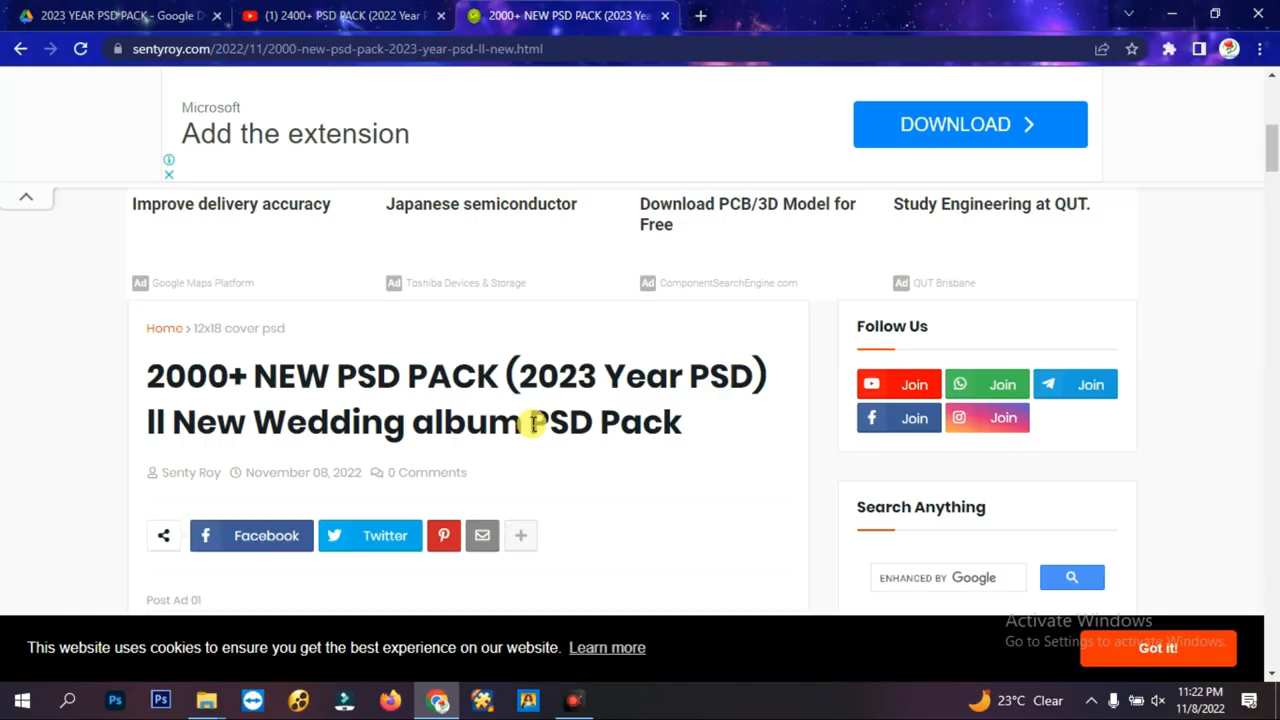 2023 YEAR PSD-PACK - Google D
(1) 2400+ PSD PACK (2022 Year P
2000+ NEW PSD PACK (2023 Yea
sentyroy.com/2022/11/2000-new-psd-pack-2023-year-psd-ll-new.html
Microsoft
Add the extension
DOWNLOAD
Improve delivery accuracy
Japanese semiconductor
Download PCB/3D Model for
Free
Study Engineering at QUT.
Ad Google Maps Platform
Ad Toshiba Devices & Storage
Ad ComponentSearchEngine.com
Ad QUT Brisbane
Home > 12x18 cover psd
2000+ NEW PSD PACK (2023 Year PSD)
ll New Wedding album PSD Pack
Senty Roy November 08, 2022 0 Comments
Facebook
Twitter
Post Ad 01
Follow Us
Join
Join
Join
Join
Join
Search Anything
ENHANCED BY Google
This website uses cookies to ensure you get the best experience on our website. Learn more
Got it!
Activate Windows
Go to Settings to activate Windows.
Ps
Ps
23°C Clear
11:22 PM
11/8/2022